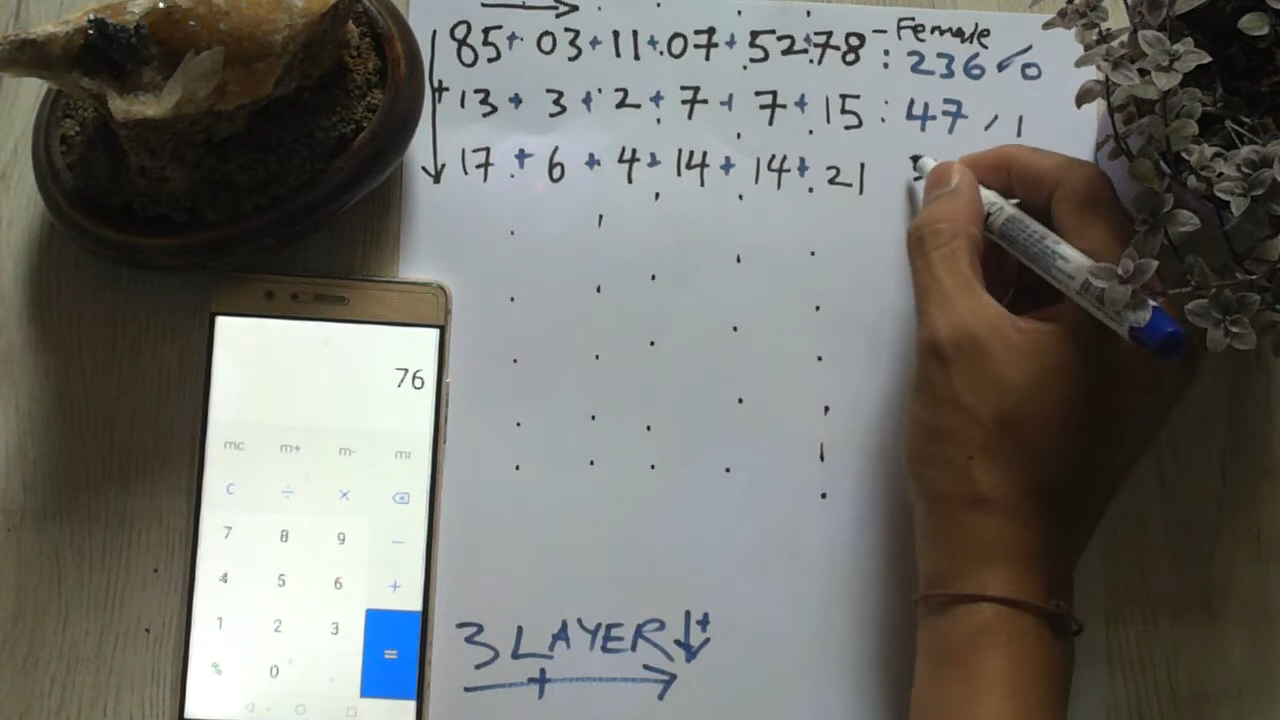 85+03+11+07+52+78 - Female
: 236 ✓0
+ 13 + 3 + 2 + 7 + 7 + 15 : 47 / 1
17 + 6 + 4 + 14 + 14 + 21
76
mc m+ m- mr
C ÷ ×
7 8 9 −
4 5 6 +
1 2 3 =
% 0 .
3 LAYER +
+